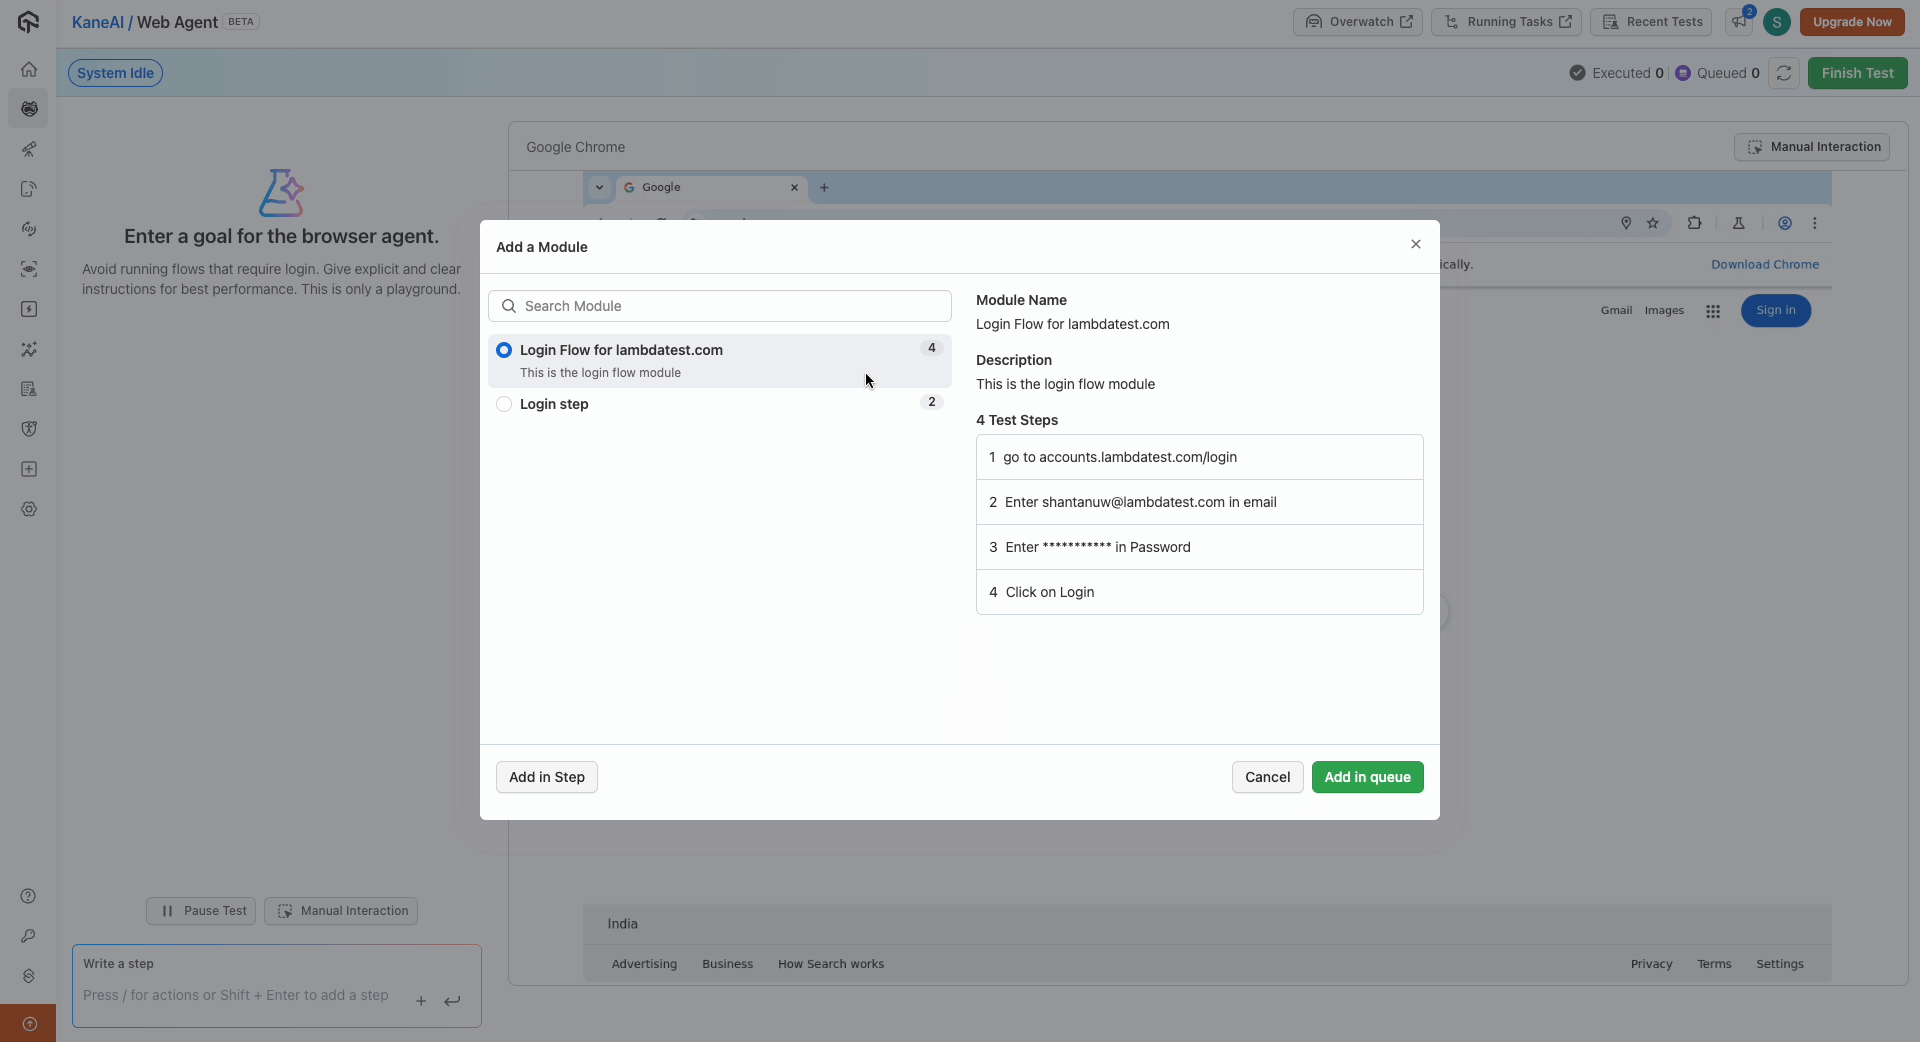 KaneAI / Web Agent BETA
Overwatch
Running Tasks
Recent Tests
2
S
Upgrade Now
System Idle
Executed 0
Queued 0
Finish Test
Enter a goal for the browser agent.
Avoid running flows that require login. Give explicit and clear
instructions for best performance. This is only a playground.
Google Chrome
Manual Interaction
Google
ically.
Download Chrome
Gmail
Images
Sign in
Add a Module
Search Module
Login Flow for lambdatest.com
4
This is the login flow module
Login step
2
Module Name
Login Flow for lambdatest.com
Description
This is the login flow module
4 Test Steps
1 go to accounts.lambdatest.com/login
2 Enter shantanuw@lambdatest.com in email
3 Enter *********** in Password
4 Click on Login
Add in Step
Cancel
Add in queue
Pause Test
Manual Interaction
Write a step
Press / for actions or Shift + Enter to add a step
India
Advertising
Business
How Search works
Privacy
Terms
Settings